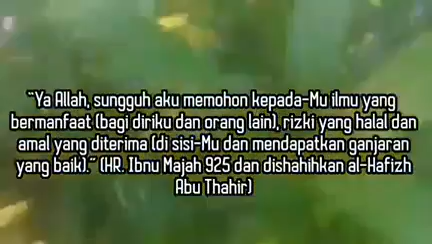 “Ya Allah, sungguh aku memohon kepada-Mu ilmu yang
bermanfaat (bagi diriku dan orang lain), rizki yang halal dan
amal yang diterima (di sisi-Mu dan mendapatkan ganjaran
yang baik).” (HR. Ibnu Majah 925 dan dishahihkan al-Hafizh
Abu Thahir)